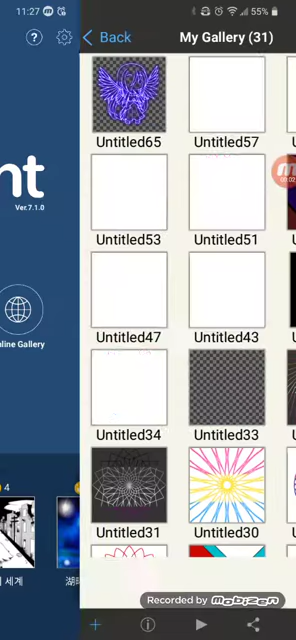 11:27
55%
Back
My Gallery (31)
Untitled65
Untitled57
nt
Ver.7.1.0
Untitled53
Untitled51
nline Gallery
Untitled47
Untitled43
Untitled34
Untitled33
4
Untitled31
Untitled30
세계
Recorded by MOBIZEN